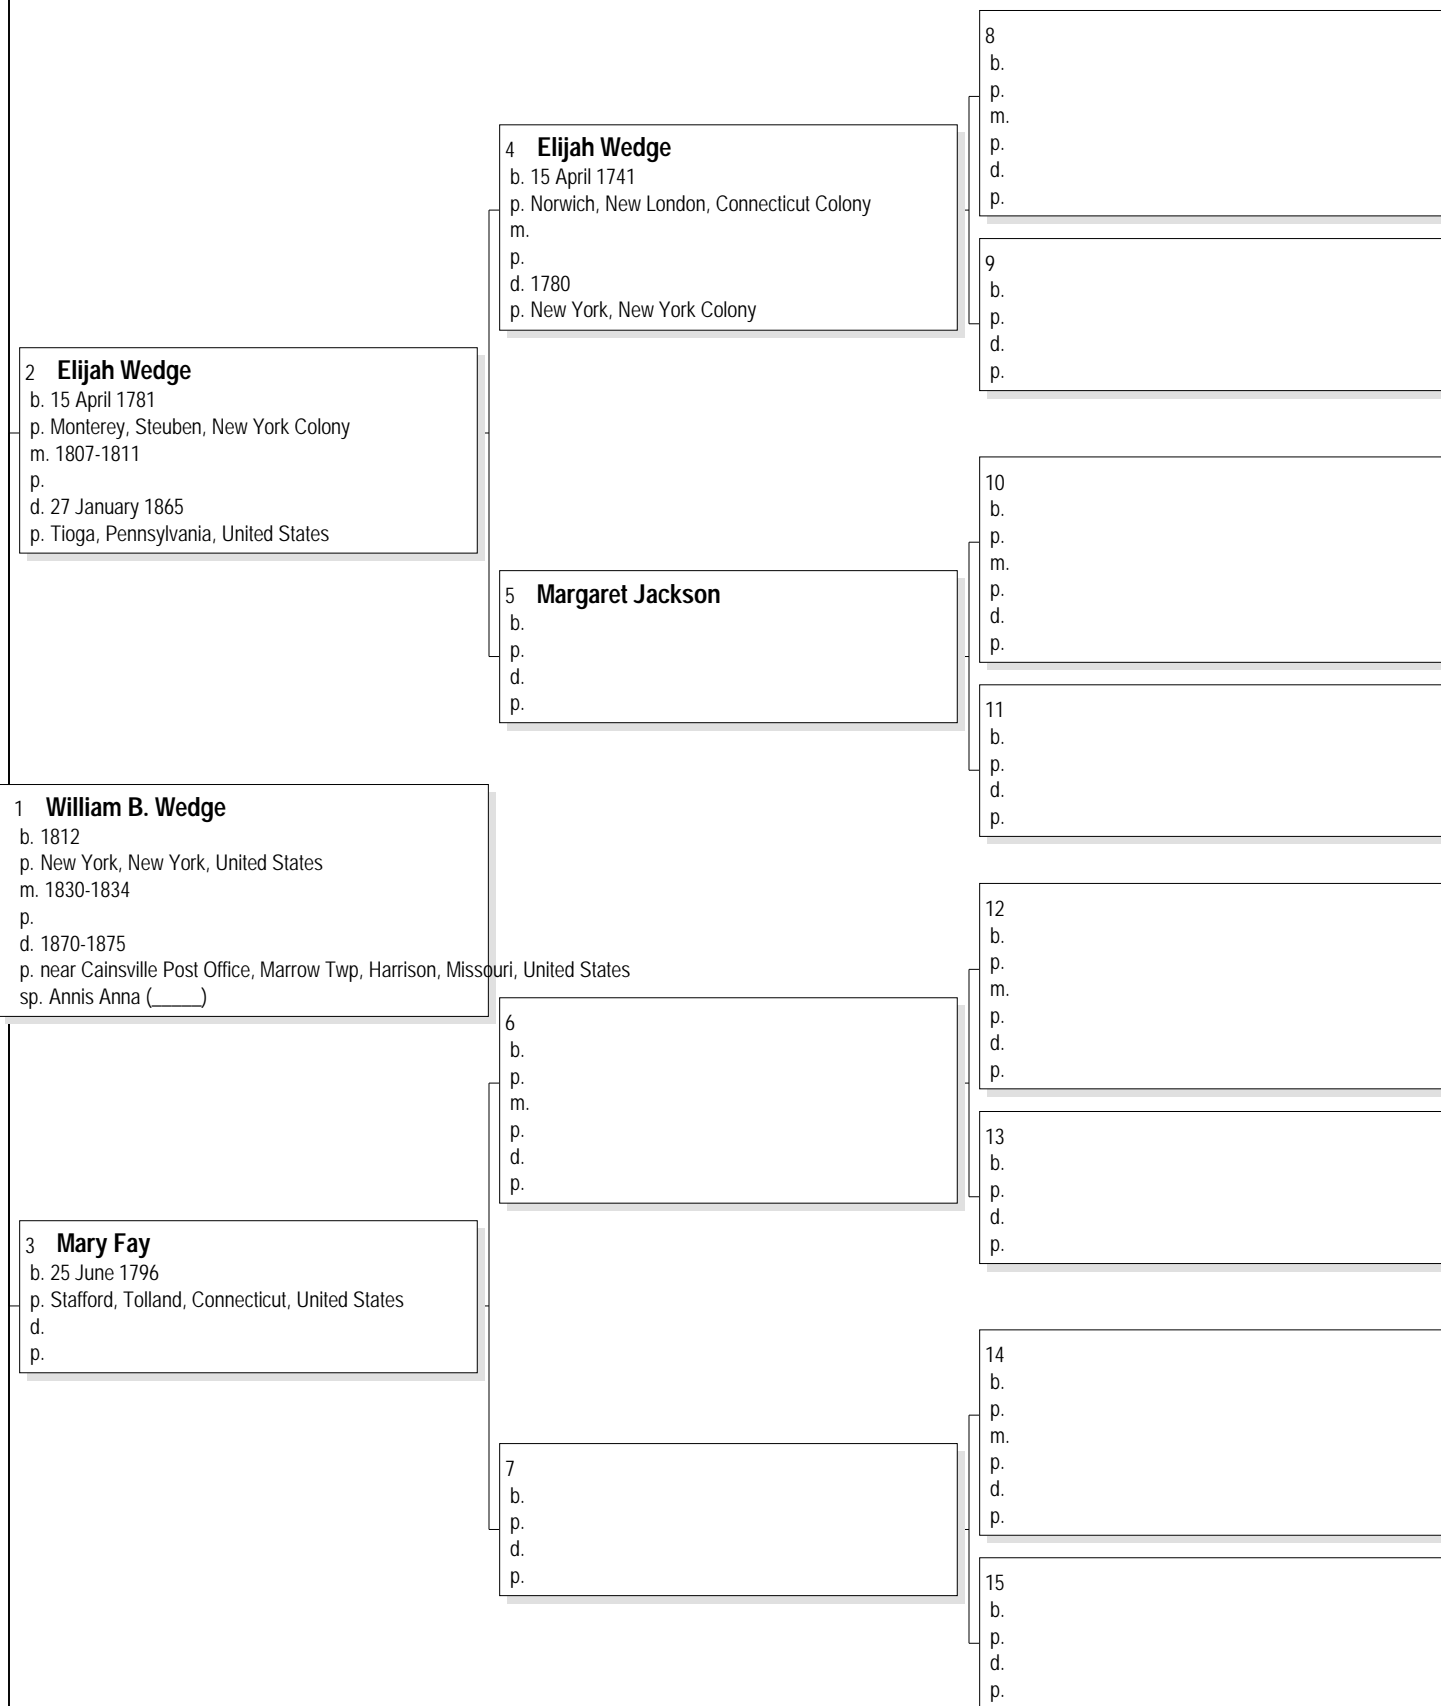 8
b.
p.
m.
p.
d.
p.
4 Elijah Wedge
b. 15 April 1741
p. Norwich, New London, Connecticut Colony
m.
p.
d. 1780
p. New York, New York Colony
9
b.
p.
d.
p.
2 Elijah Wedge
b. 15 April 1781
p. Monterey, Steuben, New York Colony
m. 1807-1811
p.
d. 27 January 1865
p. Tioga, Pennsylvania, United States
10
b.
p.
m.
p.
d.
p.
5 Margaret Jackson
b.
p.
d.
p.
11
b.
p.
d.
p.
1 William B. Wedge
b. 1812
p. New York, New York, United States
m. 1830-1834
p.
d. 1870-1875
p. near Cainsville Post Office, Marrow Twp, Harrison, Missouri, United States
sp. Annis Anna (_____)
12
b.
p.
m.
p.
d.
p.
6
b.
p.
m.
p.
d.
p.
13
b.
p.
d.
p.
3 Mary Fay
b. 25 June 1796
p. Stafford, Tolland, Connecticut, United States
d.
p.
14
b.
p.
m.
p.
d.
p.
7
b.
p.
d.
p.
15
b.
p.
d.
p.